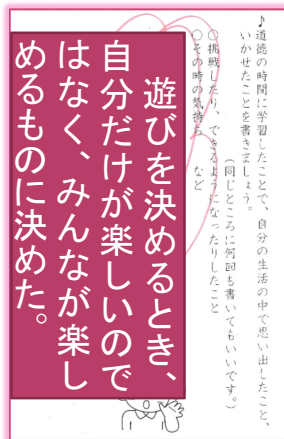 ♪道徳の時間に学習したことで、自分の生活の中で思い出したこと、
いかせたことを書きましょう。
（同じところに何回も書いてもいいです。）
○挑戦したり、できるようになったりしたこと
○その時の気持ち　など
遊びを決めるとき、
自分だけが楽しいので
はなく、みんなが楽し
めるものに決めた。